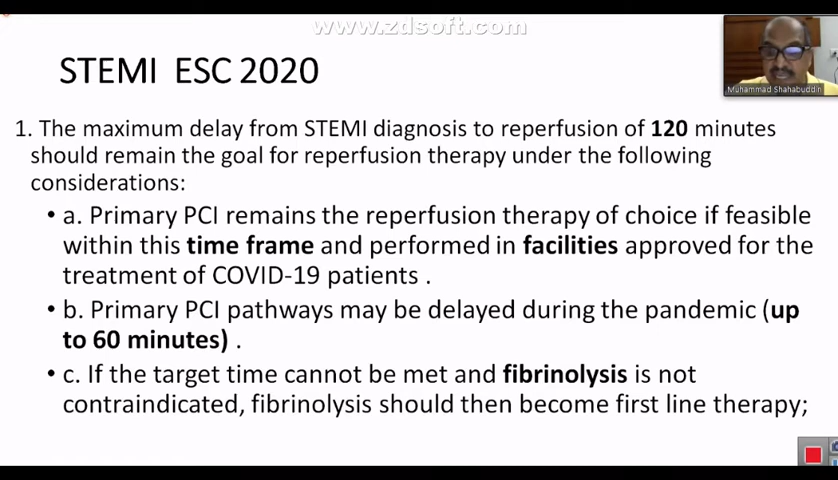 www.zdsoft.com
STEMI ESC 2020
Muhammad Shahabuddin
1. The maximum delay from STEMI diagnosis to reperfusion of 120 minutes
should remain the goal for reperfusion therapy under the following
considerations:
• a. Primary PCI remains the reperfusion therapy of choice if feasible
within this time frame and performed in facilities approved for the
treatment of COVID-19 patients .
• b. Primary PCI pathways may be delayed during the pandemic (up
to 60 minutes) .
• c. If the target time cannot be met and fibrinolysis is not
contraindicated, fibrinolysis should then become first line therapy;